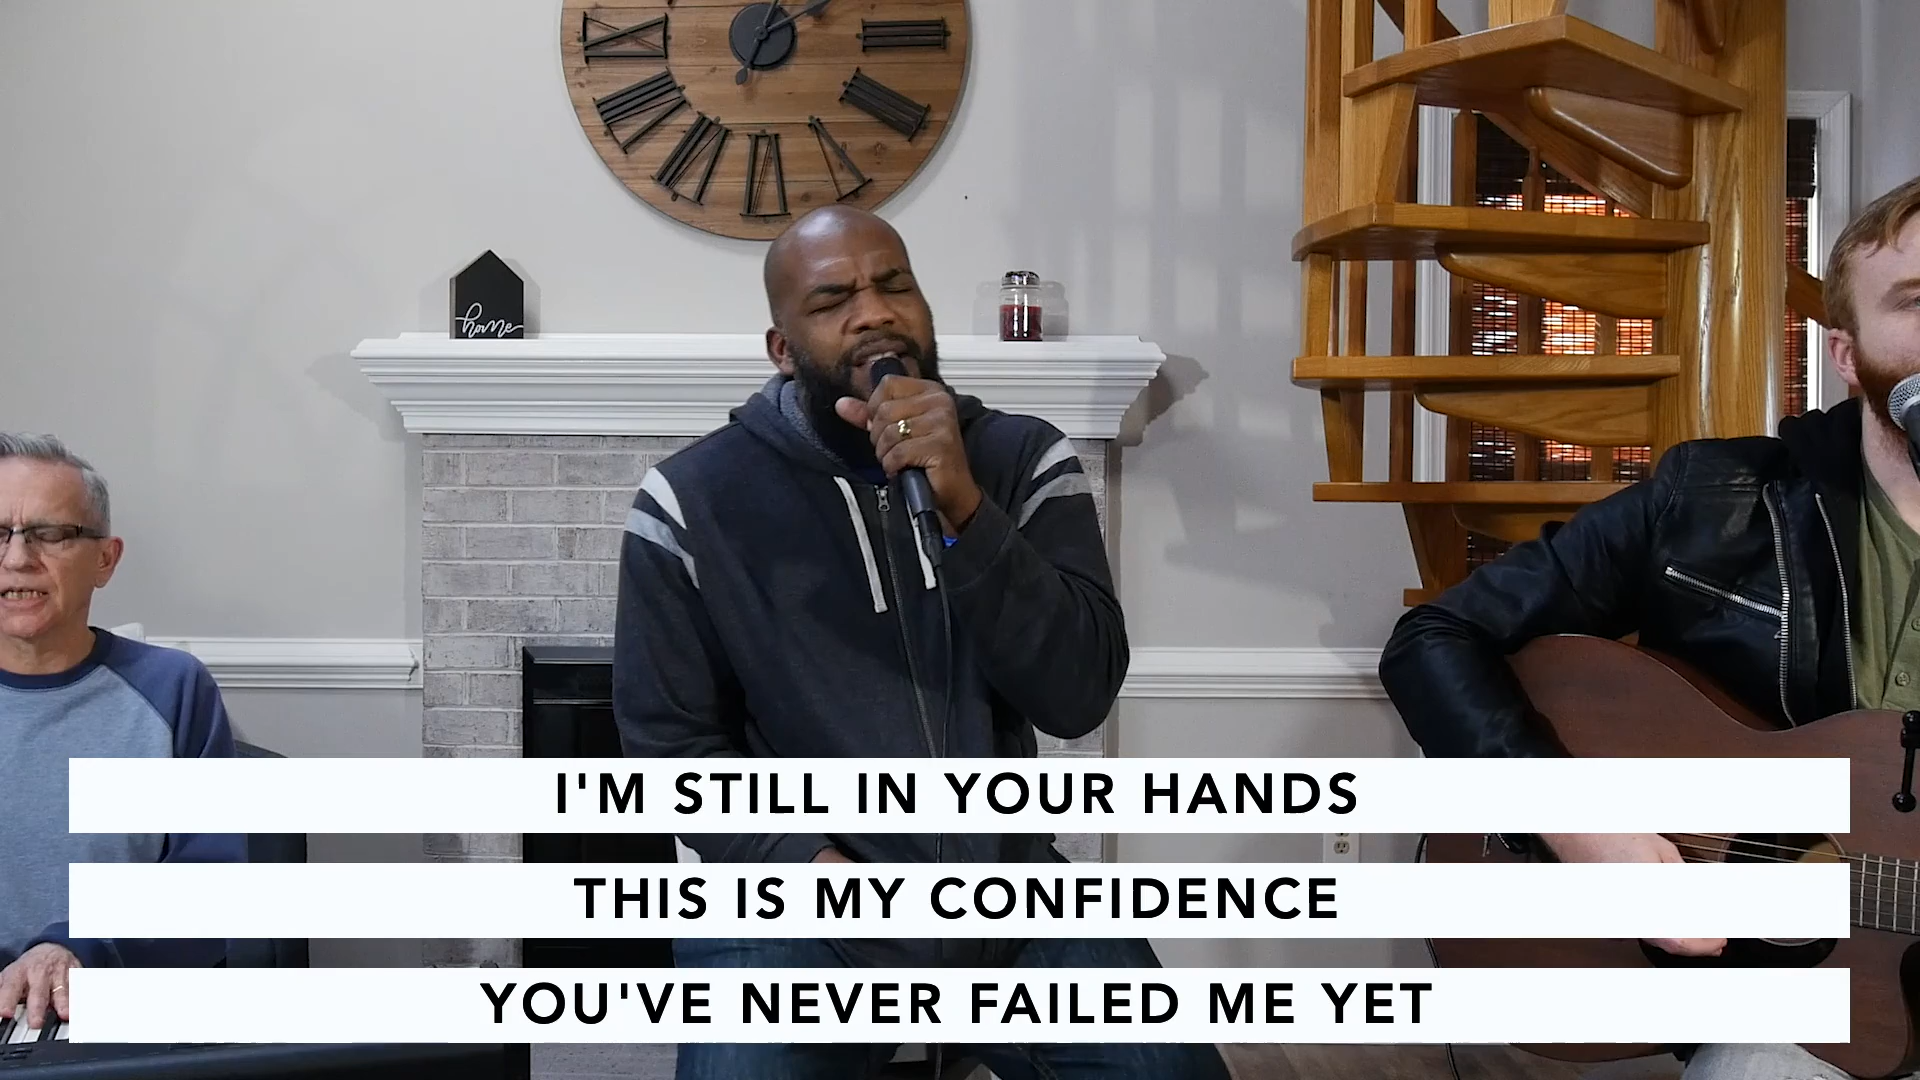 home
I'M STILL IN YOUR HANDS
THIS IS MY CONFIDENCE
YOU'VE NEVER FAILED ME YET